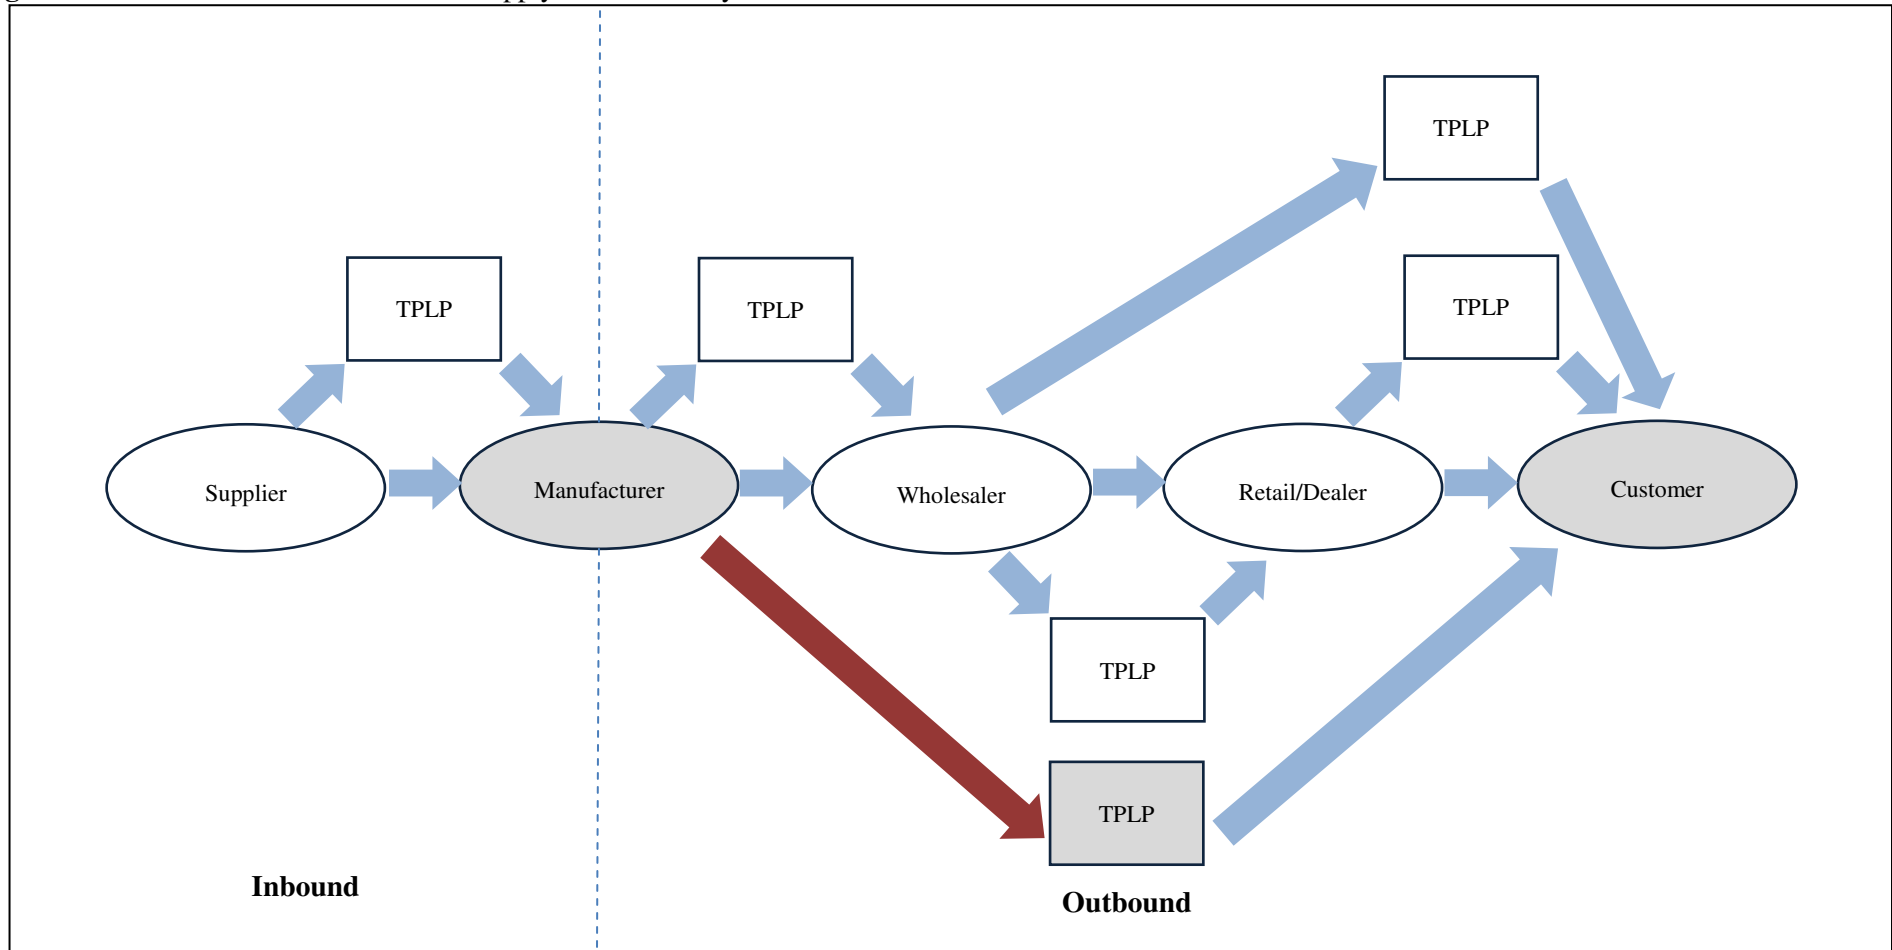 TPLP
TPLP
TPLP
TPLP
Supplier
Manufacturer
Wholesaler
Retail/Dealer
Customer
TPLP
TPLP
Inbound
Outbound